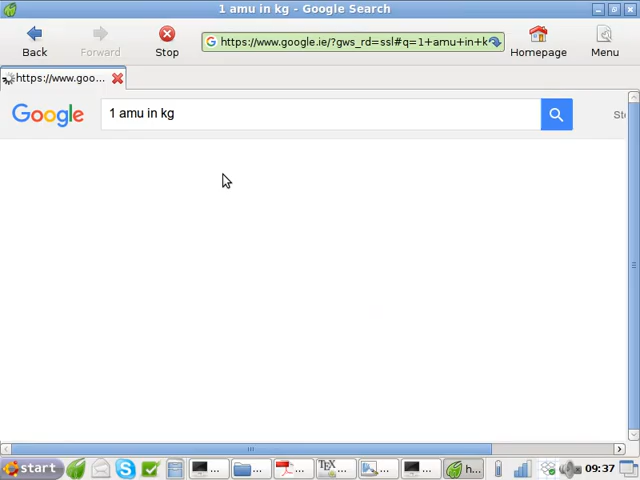 1 amu in kg - Google Search
Back
Forward
Stop
https://www.google.ie/?gws_rd=ssl#q=1+amu+in+k
Homepage
Menu
https://www.goo...
Google
1 amu in kg
start
...
...
...
TEX...
...
...
h...
09:37